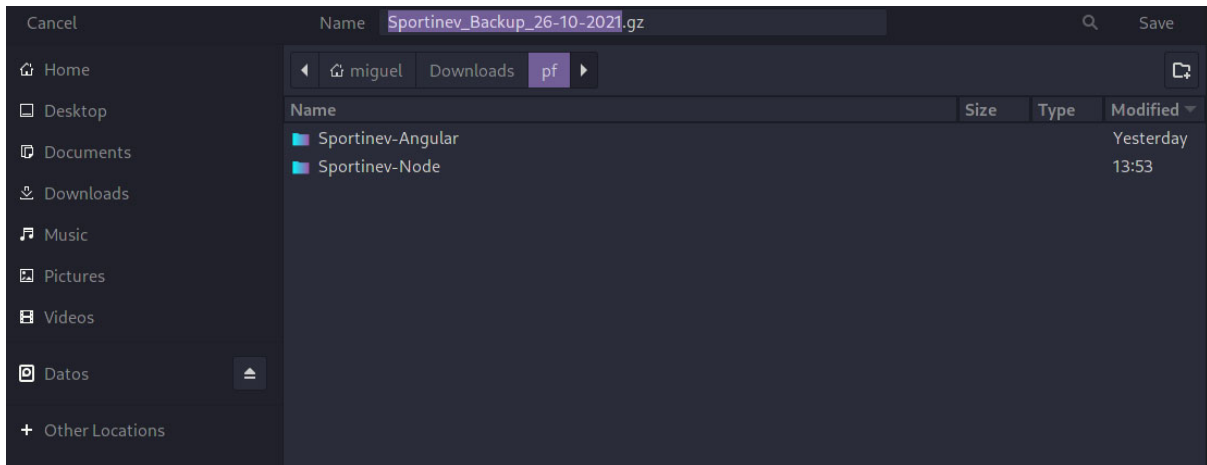 Cancel Name Sportinev_Backup_26-10-2021.gz Save
Home
Desktop
Documents
Downloads
Music
Pictures
Videos
Datos
+ Other Locations
miguel Downloads pf
Name Size Type Modified
Sportinev-Angular Yesterday
Sportinev-Node 13:53